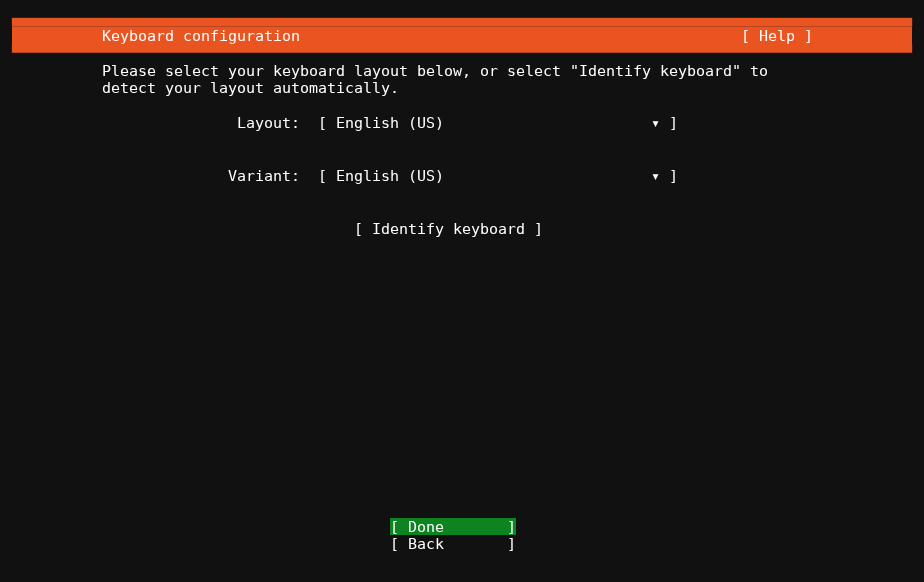 Keyboard configuration [ Help ]
Please select your keyboard layout below, or select "Identify keyboard" to
detect your layout automatically.
Layout: [ English (US) ▾ ]
Variant: [ English (US) ▾ ]
[ Identify keyboard ]
[ Done ]
[ Back ]